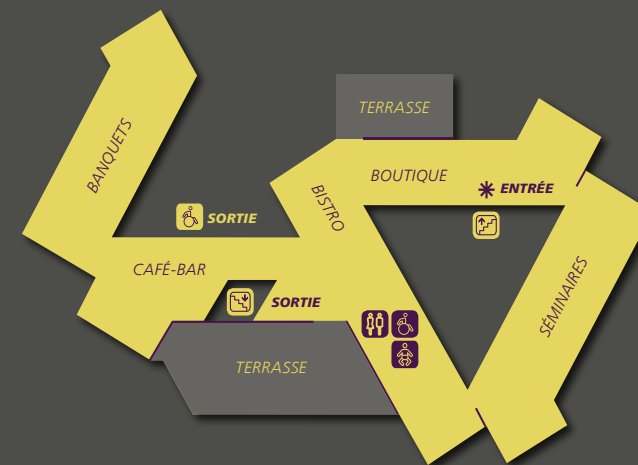 TERRASSE
BANQUETS
BOUTIQUE
ENTRÉE
BISTRO
SORTIE
CAFÉ-BAR
SÉMINAIRES
SORTIE
TERRASSE